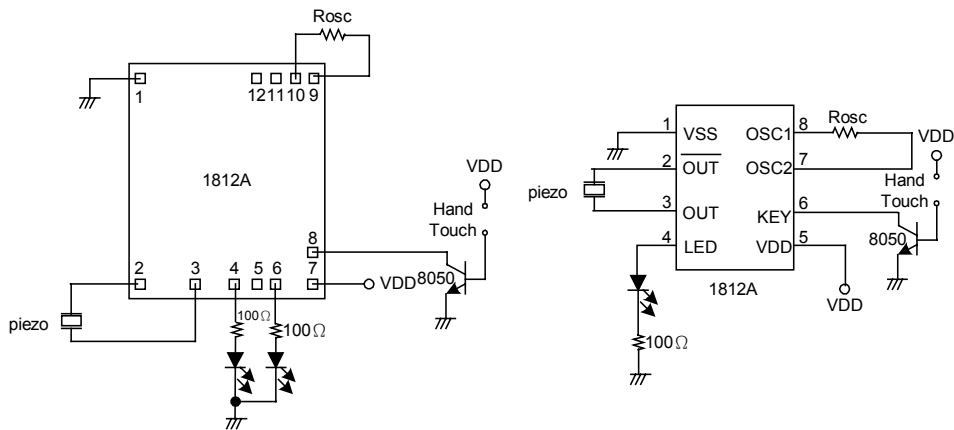 Rosc
12 11 10 9
1
1812A
VDD
Hand
Touch
8
8050
2 3 4 5 6 7
VDD
piezo
100Ω
100Ω
Rosc
1 VSS OSC1 8
VDD
2 OUT OSC2 7
Hand
Touch
piezo
3 OUT KEY 6
8050
4 LED VDD 5
1812A
VDD
100Ω